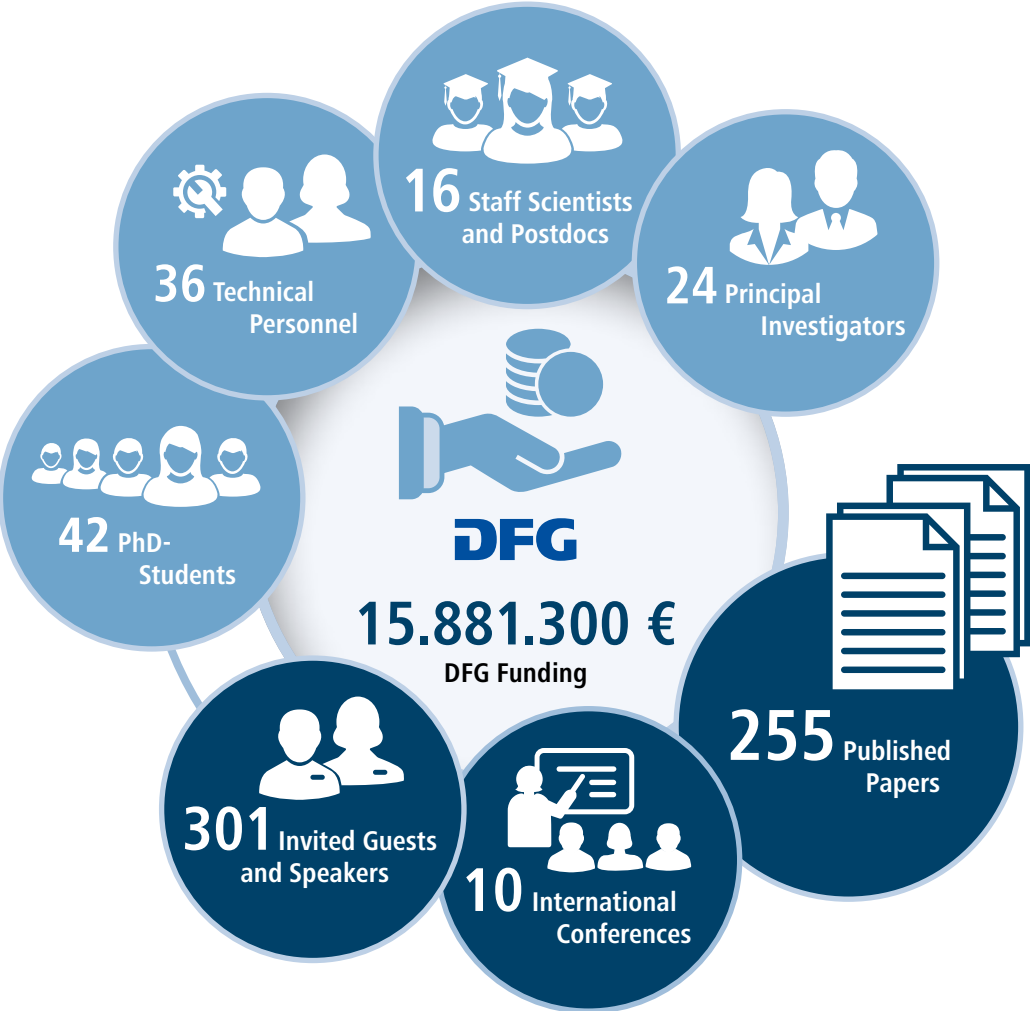 16 Staff Scientists
and Postdocs
36 Technical
Personnel
24 Principal
Investigators
42 PhD-
Students
DFG
15.881.300 €
DFG Funding
255 Published
Papers
301 Invited Guests
and Speakers
10 International
Conferences